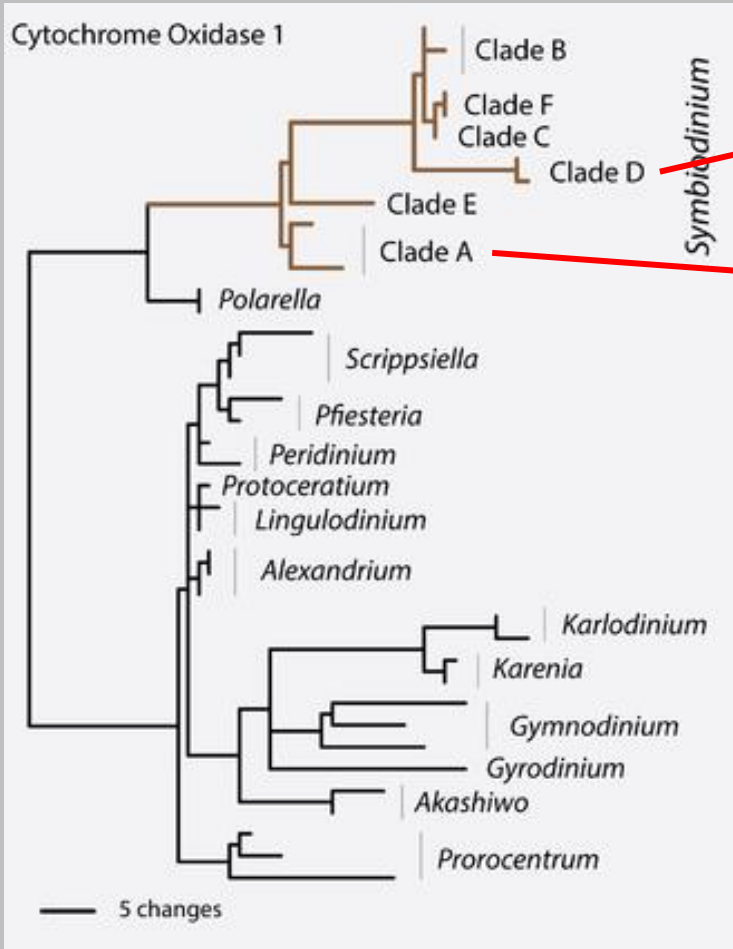 Cytochrome Oxidase 1
Clade B
Clade F
Clade C
Clade D
Symbiodinium
Clade E
Clade A
Polarella
Scrippsiella
Pfiesteria
Peridinium
Protoceratium
Lingulodinium
Alexandrium
Karlodinium
Karenia
Gymnodinium
Gyrodinium
Akashiwo
Prorocentrum
5 changes